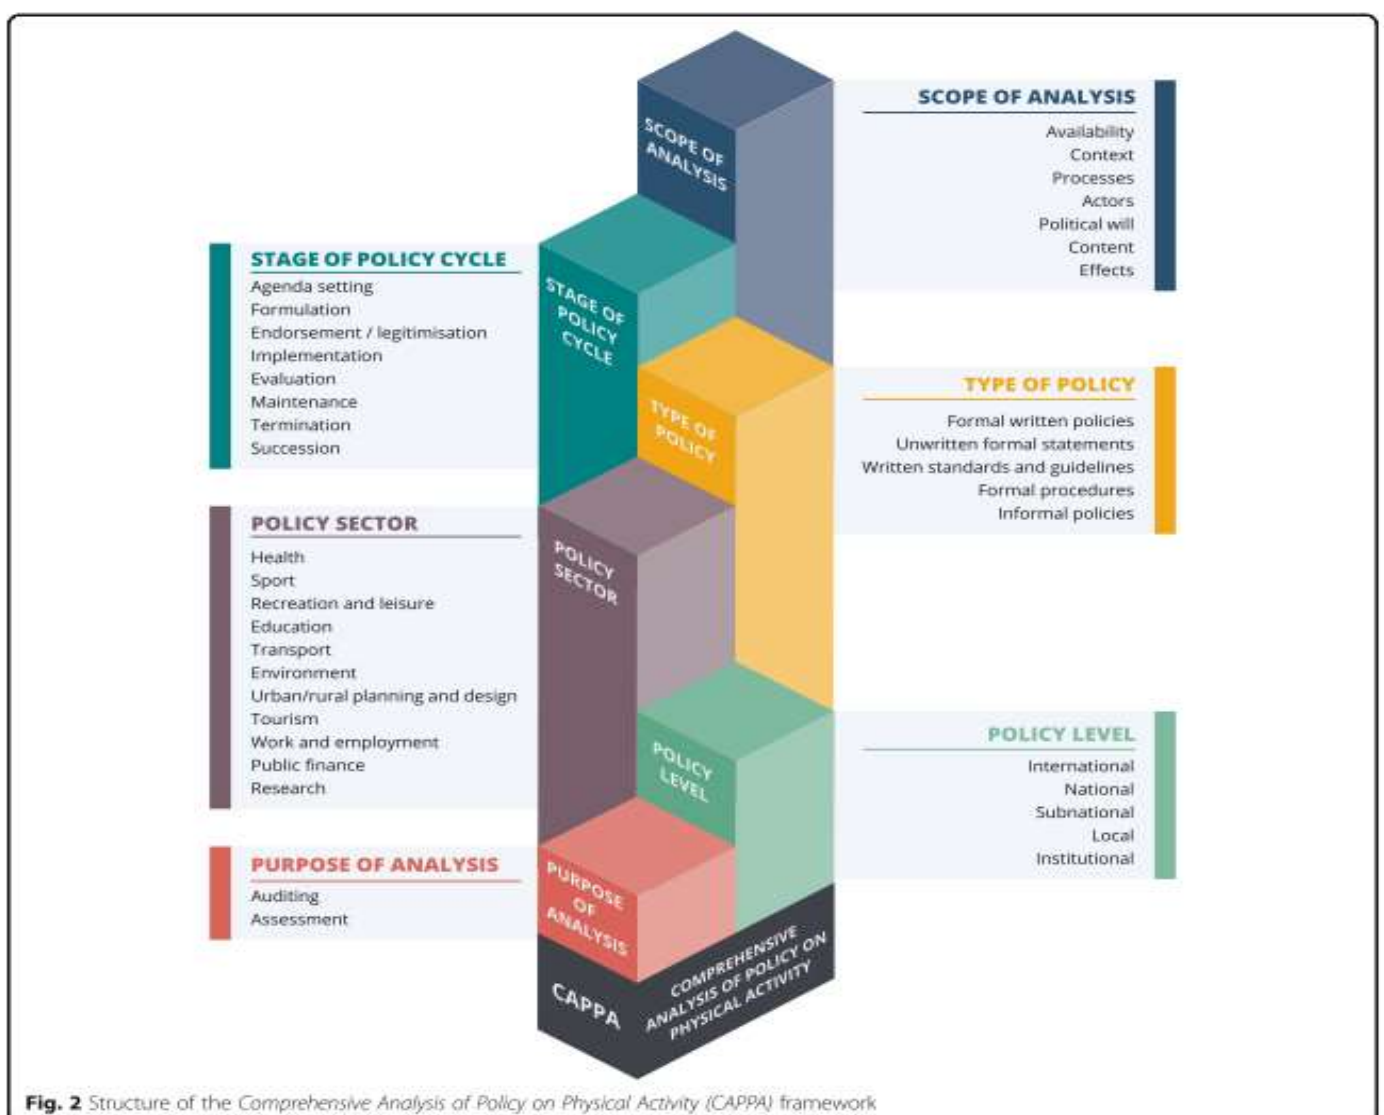 SCOPE OF
ANALYSIS
SCOPE OF ANALYSIS
Availability
Context
Processes
Actors
Political will
Content
Effects
STAGE OF POLICY CYCLE
Agenda setting
Formulation
Endorsement / legitimisation
Implementation
Evaluation
Maintenance
Termination
Succession
STAGE OF
POLICY
CYCLE
TYPE OF
POLICY
TYPE OF POLICY
Formal written policies
Unwritten formal statements
Written standards and guidelines
Formal procedures
Informal policies
POLICY SECTOR
Health
Sport
Recreation and leisure
Education
Transport
Environment
Urban/rural planning and design
Tourism
Work and employment
Public finance
Research
POLICY
SECTOR
POLICY
LEVEL
POLICY LEVEL
International
National
Subnational
Local
Institutional
PURPOSE OF ANALYSIS
Auditing
Assessment
PURPOSE
OF
ANALYSIS
CAPPA
COMPREHENSIVE
ANALYSIS OF POLICY ON
PHYSICAL ACTIVITY
Fig. 2 Structure of the Comprehensive Analysis of Policy on Physical Activity (CAPPA) framework